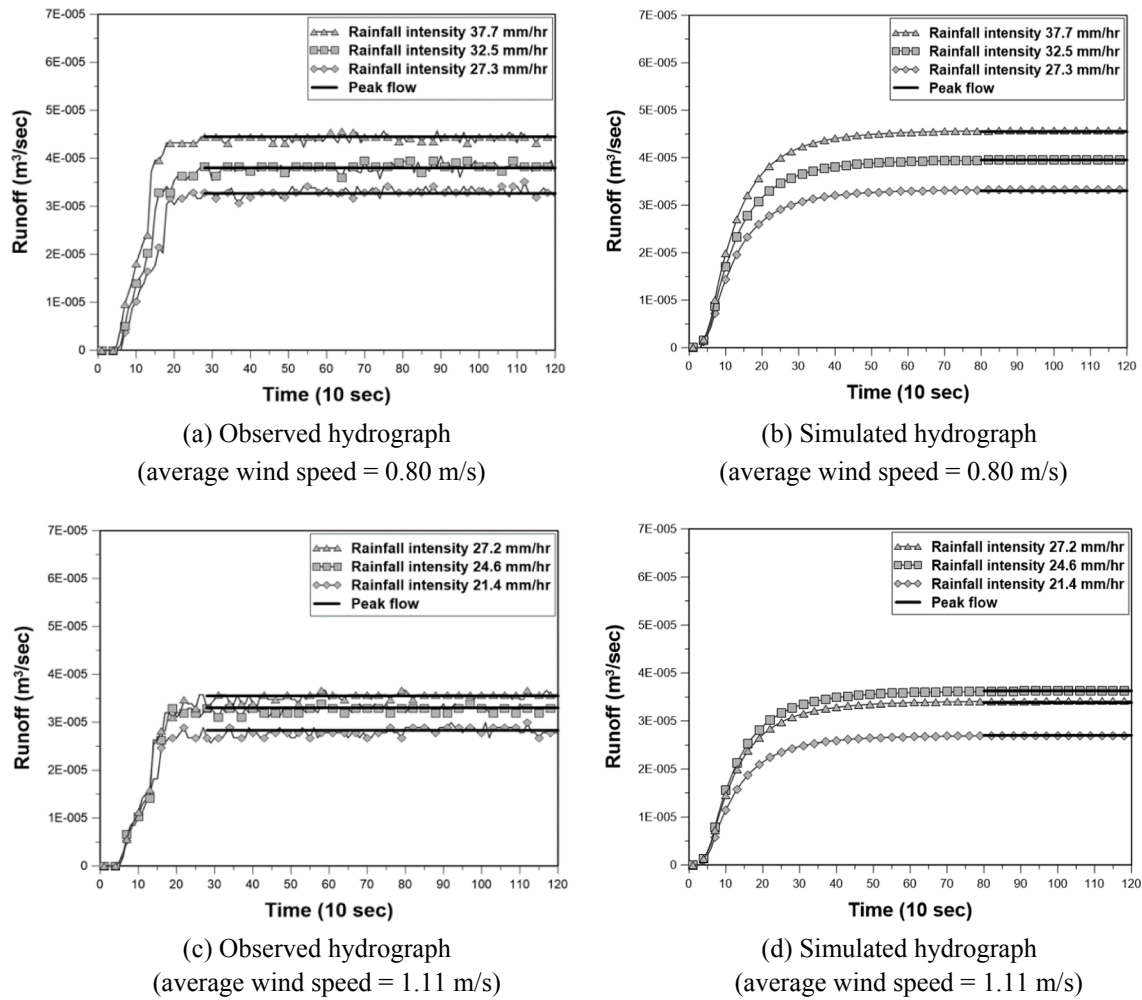 7E-005
6E-005
5E-005
4E-005
3E-005
2E-005
1E-005
0
Runoff (m³/sec)
Rainfall intensity 37.7 mm/hr
Rainfall intensity 32.5 mm/hr
Rainfall intensity 27.3 mm/hr
Peak flow
0 10 20 30 40 50 60 70 80 90 100 110 120
Time (10 sec)
(a) Observed hydrograph
(average wind speed = 0.80 m/s)
7E-005
6E-005
5E-005
4E-005
3E-005
2E-005
1E-005
0
Runoff (m³/sec)
Rainfall intensity 37.7 mm/hr
Rainfall intensity 32.5 mm/hr
Rainfall intensity 27.3 mm/hr
Peak flow
0 10 20 30 40 50 60 70 80 90 100 110 120
Time (10 sec)
(b) Simulated hydrograph
(average wind speed = 0.80 m/s)
7E-005
6E-005
5E-005
4E-005
3E-005
2E-005
1E-005
0
Runoff (m³/sec)
Rainfall intensity 27.2 mm/hr
Rainfall intensity 24.6 mm/hr
Rainfall intensity 21.4 mm/hr
Peak flow
0 10 20 30 40 50 60 70 80 90 100 110 120
Time (10 sec)
(c) Observed hydrograph
(average wind speed = 1.11 m/s)
7E-005
6E-005
5E-005
4E-005
3E-005
2E-005
1E-005
0
Runoff (m³/sec)
Rainfall intensity 27.2 mm/hr
Rainfall intensity 24.6 mm/hr
Rainfall intensity 21.4 mm/hr
Peak flow
0 10 20 30 40 50 60 70 80 90 100 110 120
Time (10 sec)
(d) Simulated hydrograph
(average wind speed = 1.11 m/s)